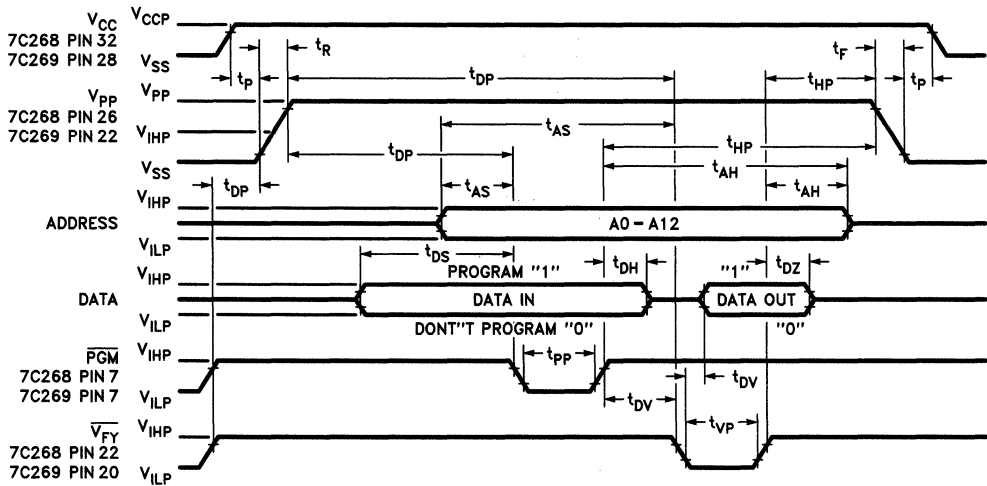 VCC VCCP
7C268 PIN 32
7C269 PIN 28 VSS
tP tR tDP tF tHP tP
VPP VPP
7C268 PIN 26
7C269 PIN 22 VIHP
VSS
tAS
tDP tHP
tAH
tDP tAS tAH
VIHP
ADDRESS A0–A12
VILP
tDS tDH tDZ
VIHP PROGRAM "1" "1"
DATA DATA IN DATA OUT
VILP DONT"T PROGRAM "0" "0"
PGM VIHP
7C268 PIN 7 tPP
7C269 PIN 7 VILP
tDV
tDV
VFY VIHP tVP
7C268 PIN 22
7C269 PIN 20 VILP